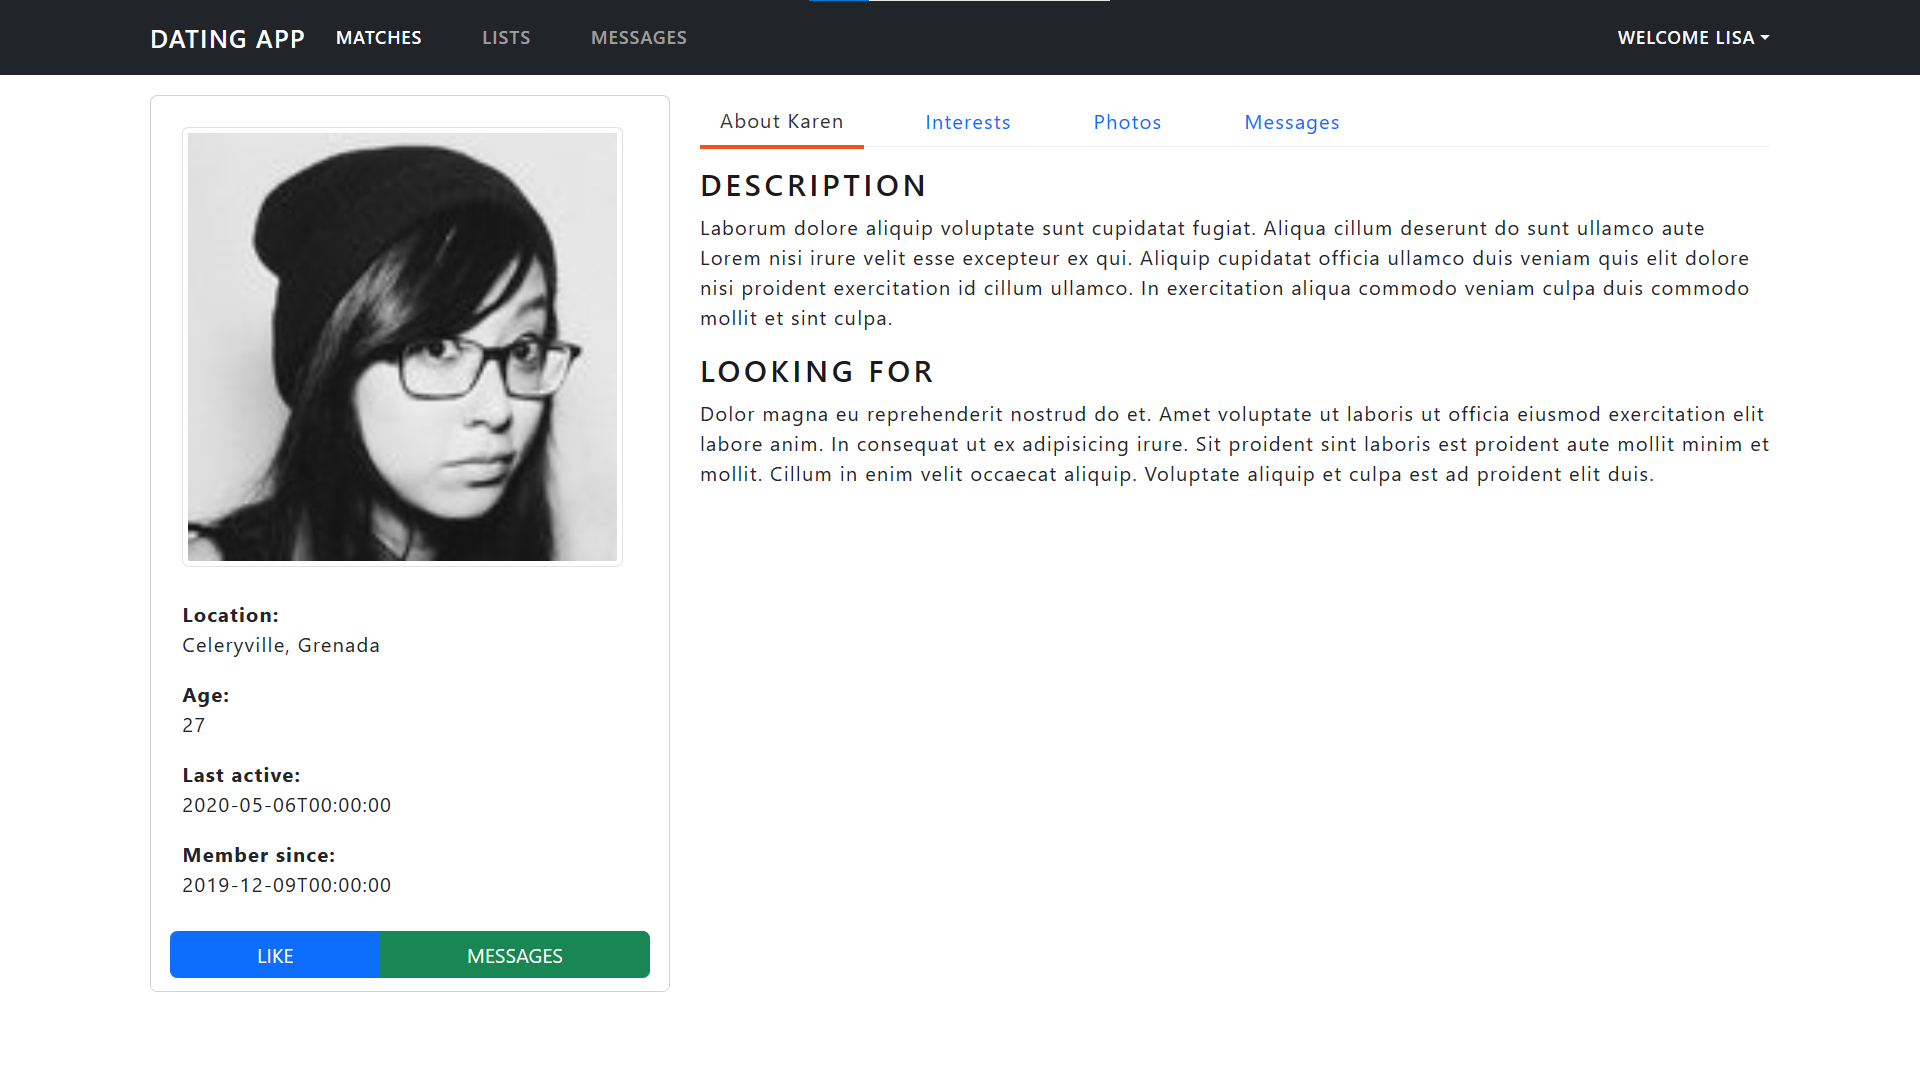 DATING APP MATCHES LISTS MESSAGES WELCOME LISA
About Karen Interests Photos Messages
DESCRIPTION
Laborum dolore aliquip voluptate sunt cupidatat fugiat. Aliqua cillum deserunt do sunt ullamco aute
Lorem nisi irure velit esse excepteur ex qui. Aliquip cupidatat officia ullamco duis veniam quis elit dolore
nisi proident exercitation id cillum ullamco. In exercitation aliqua commodo veniam culpa duis commodo
mollit et sint culpa.
LOOKING FOR
Dolor magna eu reprehenderit nostrud do et. Amet voluptate ut laboris ut officia eiusmod exercitation elit
labore anim. In consequat ut ex adipisicing irure. Sit proident sint laboris est proident aute mollit minim et
mollit. Cillum in enim velit occaecat aliquip. Voluptate aliquip et culpa est ad proident elit duis.
Location:
Celeryville, Grenada
Age:
27
Last active:
2020-05-06T00:00:00
Member since:
2019-12-09T00:00:00
LIKE MESSAGES